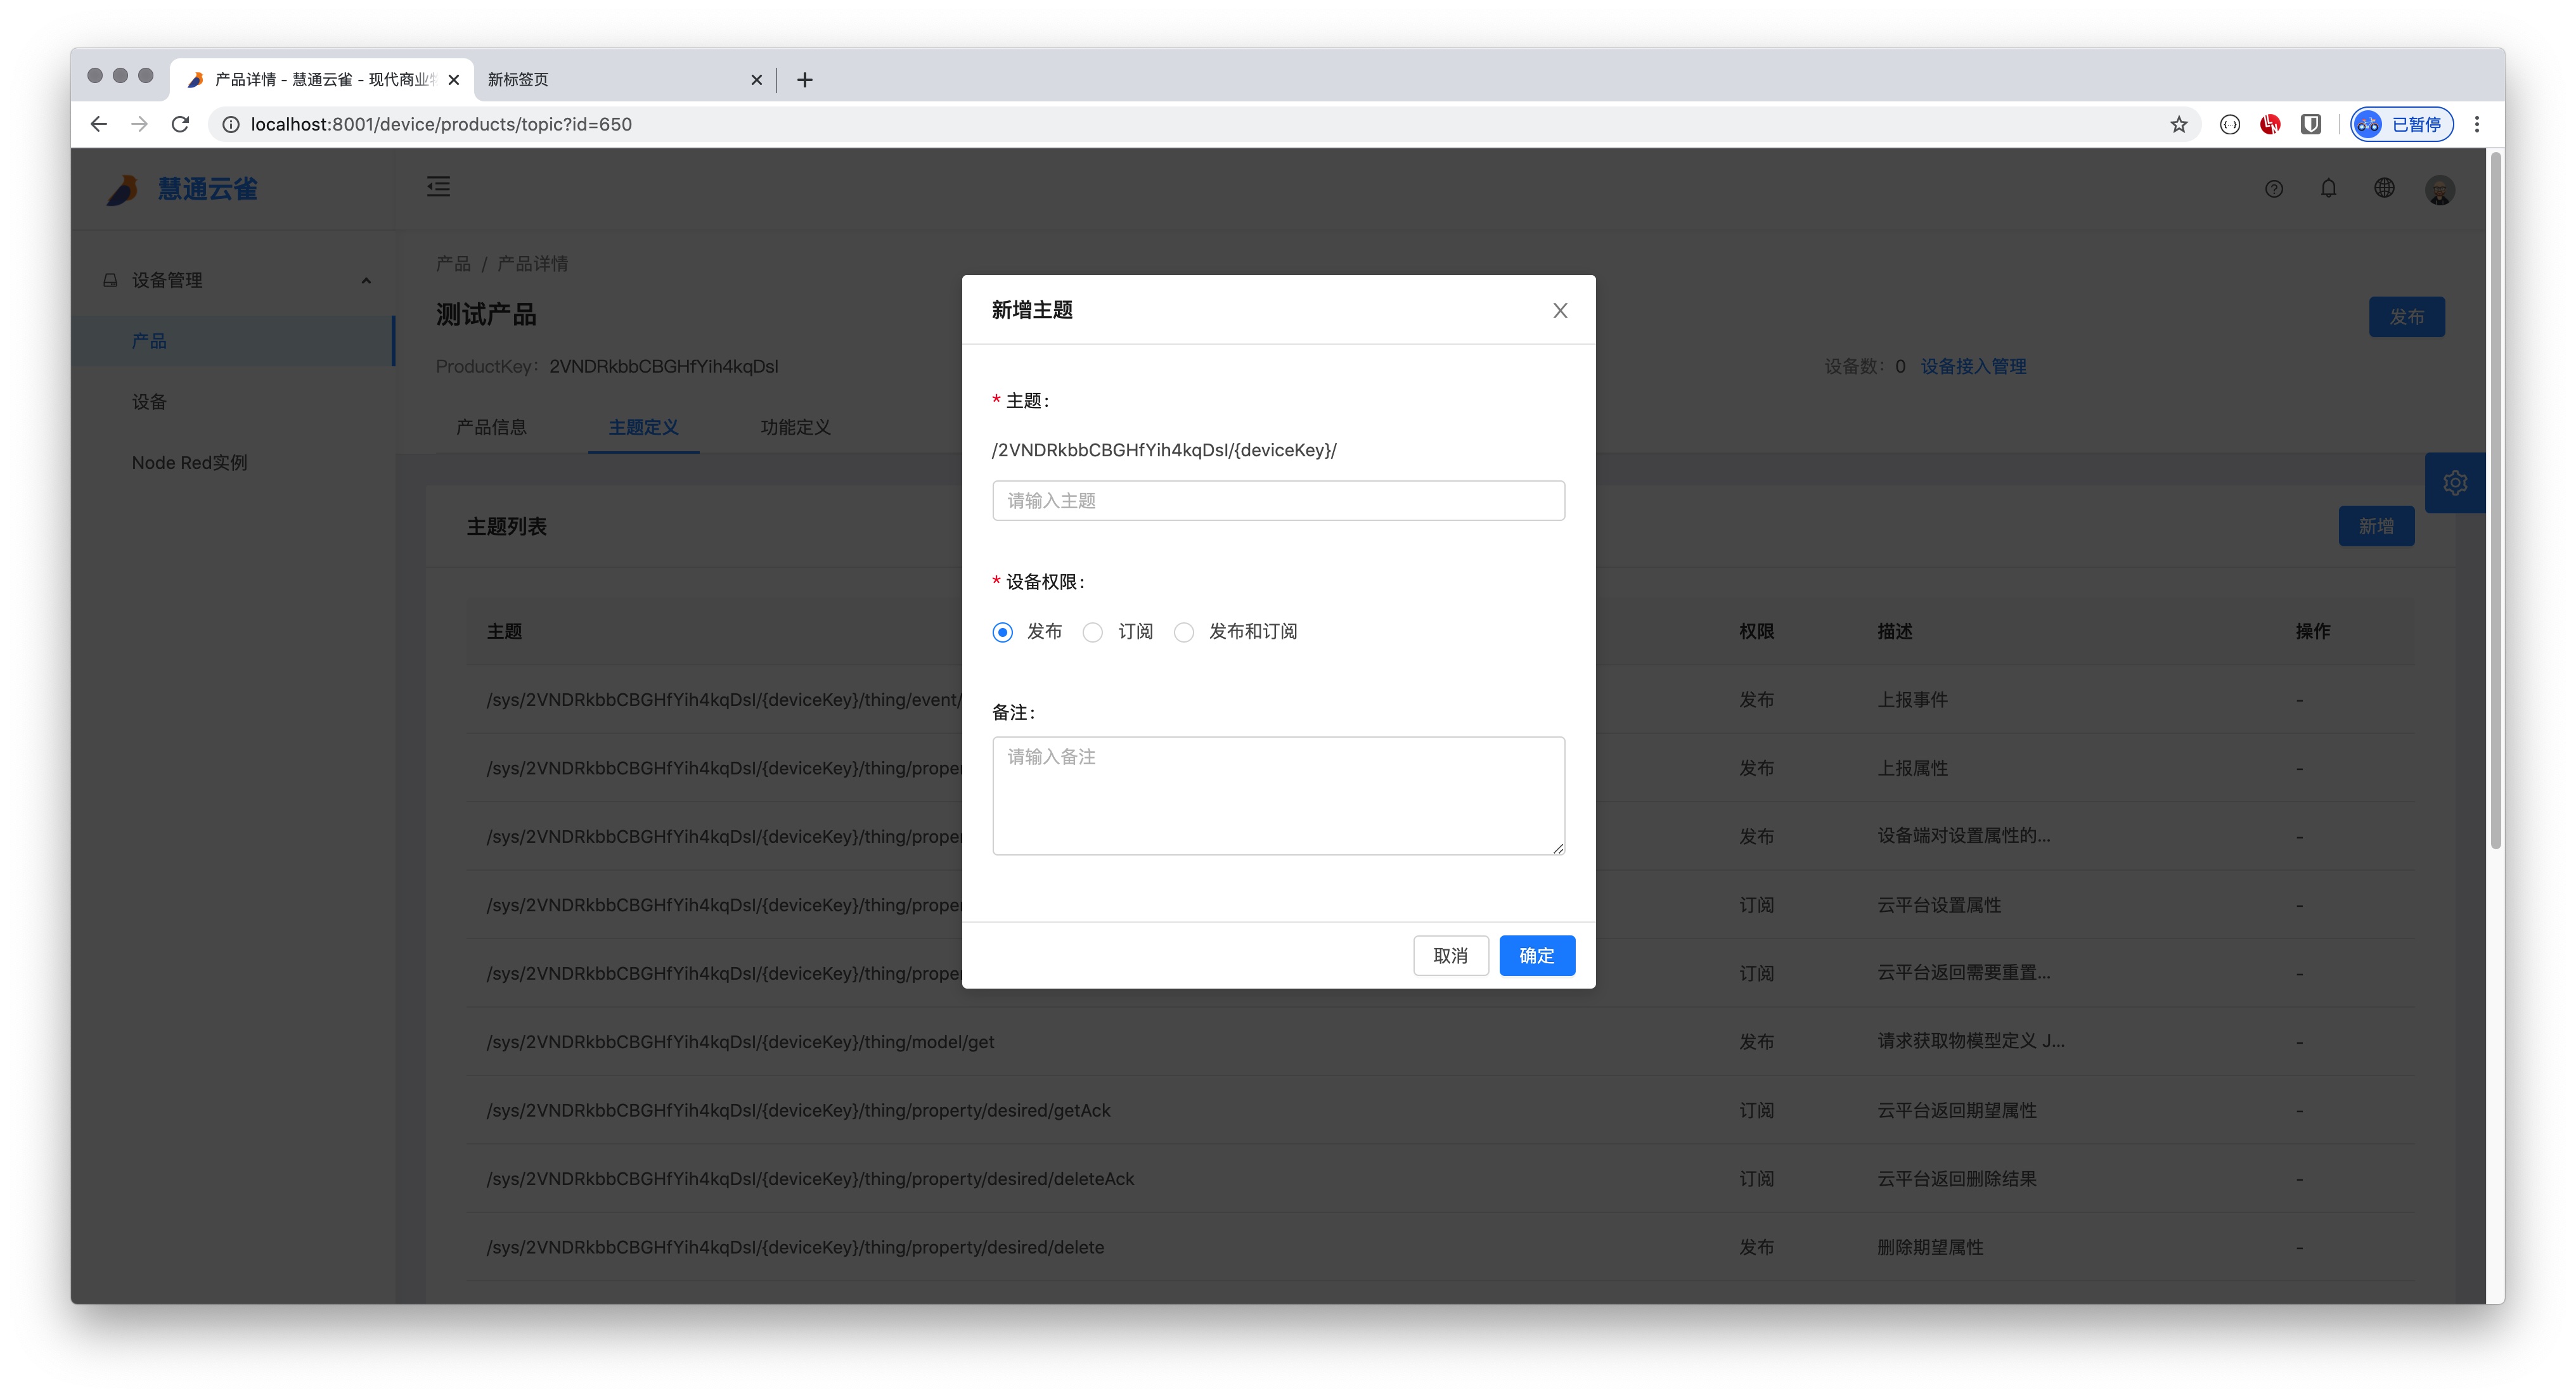 产品详情 - 慧通云雀 - 现代商业
新标签页
localhost:8001/device/products/topic?id=650
已暂停
慧通云雀
设备管理
产品
设备
Node Red实例
产品 / 产品详情
测试产品
发布
ProductKey: 2VNDRkbbCBGHfYih4kqDsl
设备数: 0 设备接入管理
产品信息 主题定义 功能定义
主题列表
新增
主题 权限 描述 操作
/sys/2VNDRkbbCBGHfYih4kqDsl/{deviceKey}/thing/event/ 发布 上报事件 -
/sys/2VNDRkbbCBGHfYih4kqDsl/{deviceKey}/thing/proper 发布 上报属性 -
/sys/2VNDRkbbCBGHfYih4kqDsl/{deviceKey}/thing/proper 发布 设备端对设置属性的... -
/sys/2VNDRkbbCBGHfYih4kqDsl/{deviceKey}/thing/proper 订阅 云平台设置属性 -
/sys/2VNDRkbbCBGHfYih4kqDsl/{deviceKey}/thing/proper 订阅 云平台返回需要重置... -
/sys/2VNDRkbbCBGHfYih4kqDsl/{deviceKey}/thing/model/get 发布 请求获取物模型定义 J... -
/sys/2VNDRkbbCBGHfYih4kqDsl/{deviceKey}/thing/property/desired/getAck 订阅 云平台返回期望属性 -
/sys/2VNDRkbbCBGHfYih4kqDsl/{deviceKey}/thing/property/desired/deleteAck 订阅 云平台返回删除结果 -
/sys/2VNDRkbbCBGHfYih4kqDsl/{deviceKey}/thing/property/desired/delete 发布 删除期望属性 -
新增主题
* 主题:
/2VNDRkbbCBGHfYih4kqDsl/{deviceKey}/
请输入主题
* 设备权限:
发布 订阅 发布和订阅
备注:
请输入备注
取消 确定